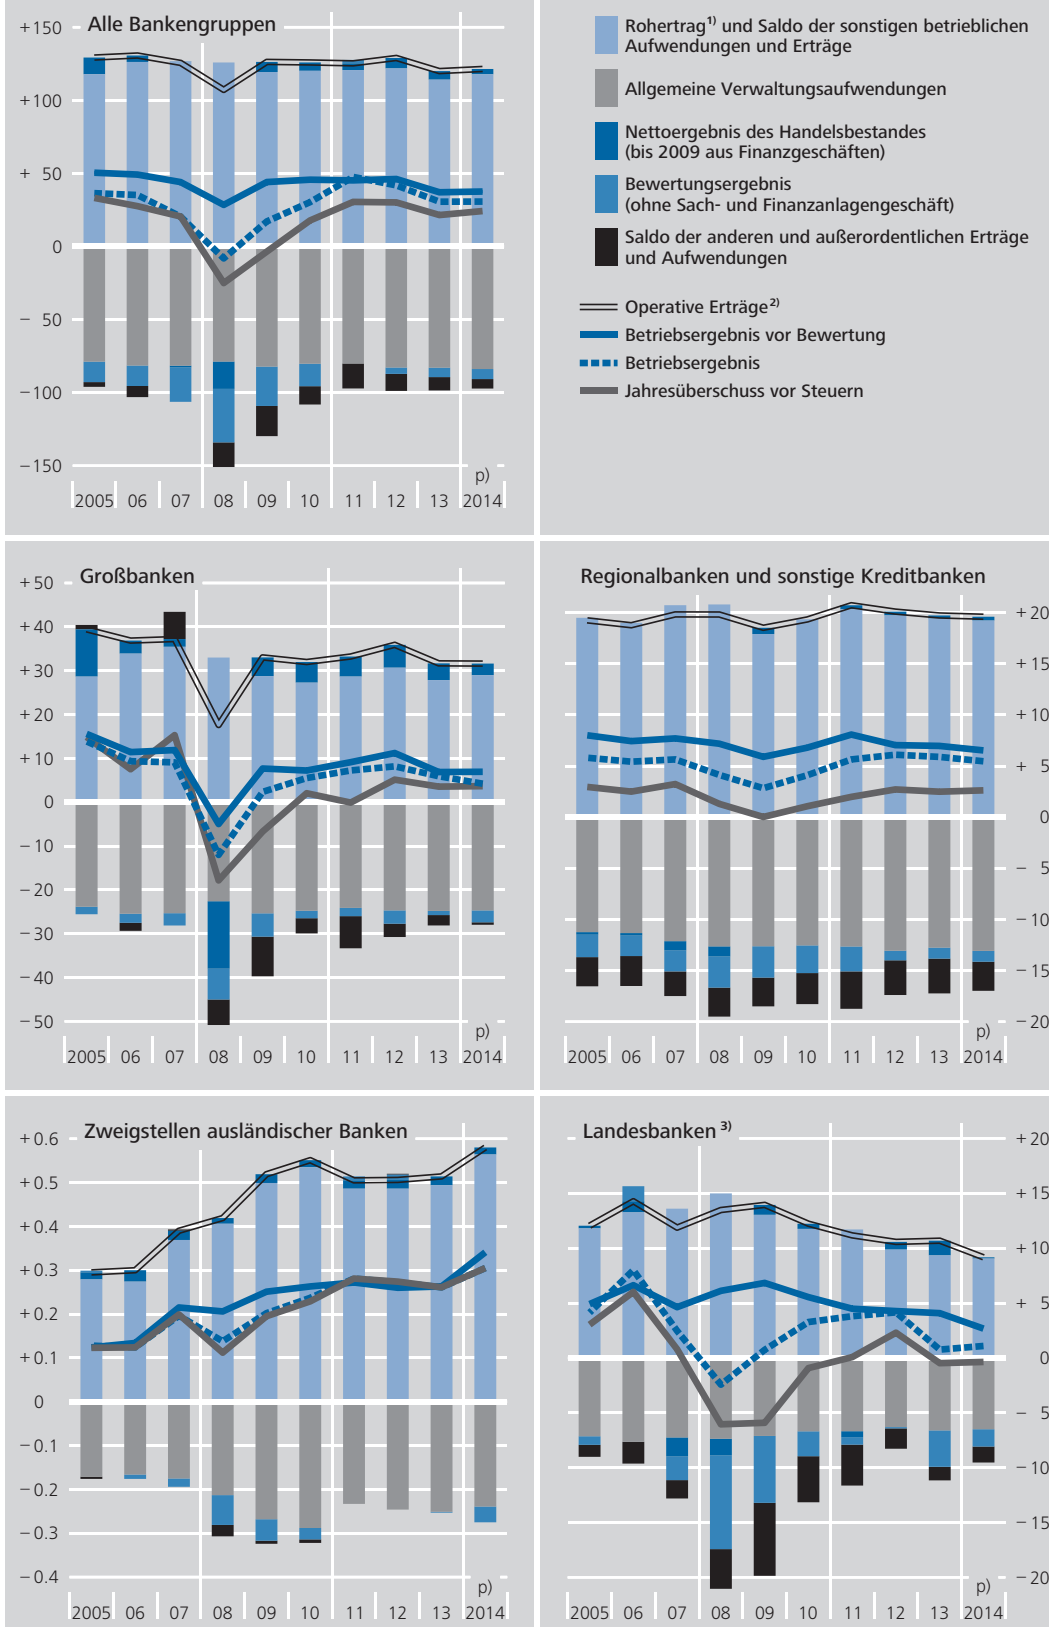 Alle Bankengruppen
+150
+100
+ 50
0
− 50
−100
−150
p)
2005 06 07 08 09 10 11 12 13 2014
Rohertrag1) und Saldo der sonstigen betrieblichen
Aufwendungen und Erträge
Allgemeine Verwaltungsaufwendungen
Nettoergebnis des Handelsbestandes
(bis 2009 aus Finanzgeschäften)
Bewertungsergebnis
(ohne Sach- und Finanzanlagengeschäft)
Saldo der anderen und außerordentlichen Erträge
und Aufwendungen
Operative Erträge2)
Betriebsergebnis vor Bewertung
Betriebsergebnis
Jahresüberschuss vor Steuern
Großbanken
+50
+40
+30
+20
+10
0
−10
−20
−30
−40
−50
p)
2005 06 07 08 09 10 11 12 13 2014
Regionalbanken und sonstige Kreditbanken
+20
+15
+10
+ 5
0
− 5
−10
−15
−20
p)
2005 06 07 08 09 10 11 12 13 2014
Zweigstellen ausländischer Banken
+0.6
+0.5
+0.4
+0.3
+0.2
+0.1
0
−0.1
−0.2
−0.3
−0.4
p)
2005 06 07 08 09 10 11 12 13 2014
Landesbanken 3)
+20
+15
+10
+ 5
0
− 5
−10
−15
−20
p)
2005 06 07 08 09 10 11 12 13 2014